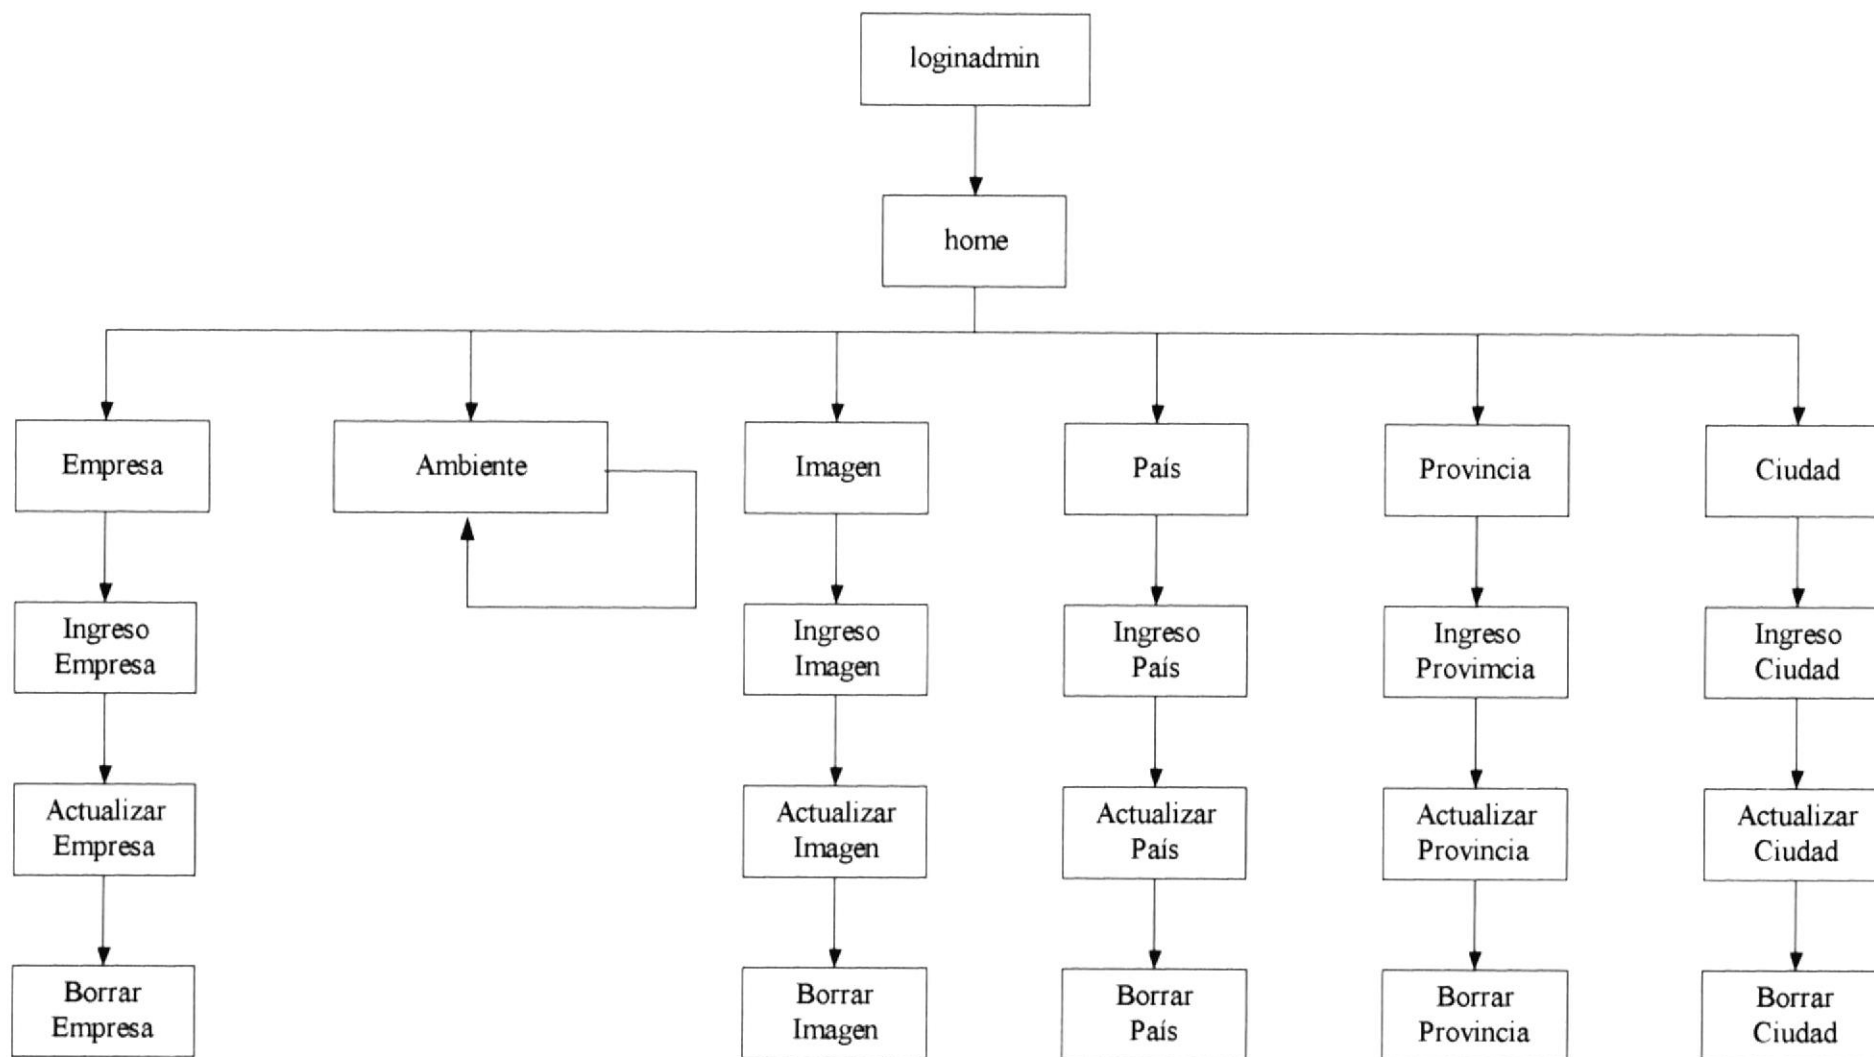 loginadmin
home
Empresa
Ambiente
Imagen
País
Provincia
Ciudad
Ingreso
Empresa
Ingreso
Imagen
Ingreso
País
Ingreso
Provimcia
Ingreso
Ciudad
Actualizar
Empresa
Actualizar
Imagen
Actualizar
País
Actualizar
Provincia
Actualizar
Ciudad
Borrar
Empresa
Borrar
Imagen
Borrar
País
Borrar
Provincia
Borrar
Ciudad